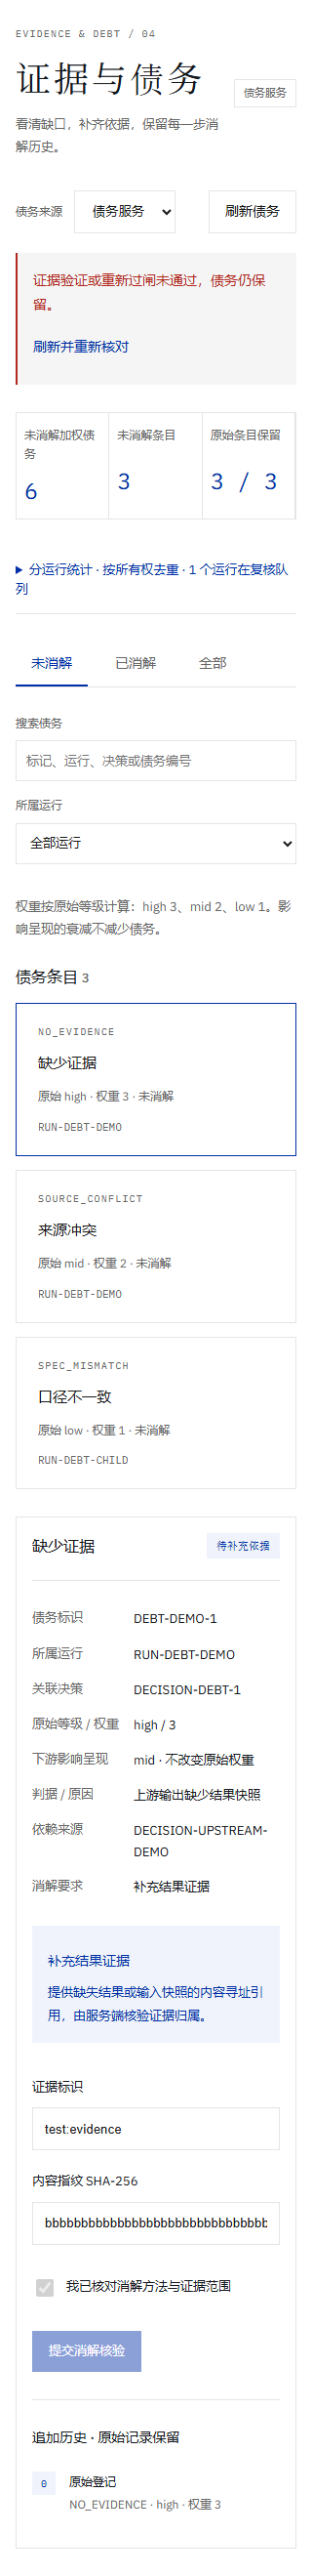 EVIDENCE & DEBT / 04
证据与债务
债务服务
看清缺口，补齐依据，保留每一步消
解历史。
债务来源
债务服务
刷新债务
证据验证或重新过闸未通过，债务仍保
留。
刷新并重新核对
未消解加权债
务
6
未消解条目
3
原始条目保留
3 / 3
分运行统计 · 按所有权去重 · 1 个运行在复核队
列
未消解
已消解
全部
搜索债务
标记、运行、决策或债务编号
所属运行
全部运行
权重按原始等级计算：high 3、mid 2、low 1。影
响呈现的衰减不减少债务。
债务条目 3
NO_EVIDENCE
缺少证据
原始 high · 权重 3 · 未消解
RUN-DEBT-DEMO
SOURCE_CONFLICT
来源冲突
原始 mid · 权重 2 · 未消解
RUN-DEBT-DEMO
SPEC_MISMATCH
口径不一致
原始 low · 权重 1 · 未消解
RUN-DEBT-CHILD
缺少证据
待补充依据
债务标识 DEBT-DEMO-1
所属运行 RUN-DEBT-DEMO
关联决策 DECISION-DEBT-1
原始等级 / 权重 high / 3
下游影响呈现 mid · 不改变原始权重
判据 / 原因 上游输出缺少结果快照
依赖来源 DECISION-UPSTREAM-
DEMO
消解要求 补充结果证据
补充结果证据
提供缺失结果或输入快照的内容寻址引
用，由服务端核验证据归属。
证据标识
test:evidence
内容指纹 SHA-256
我已核对消解方法与证据范围
提交消解核验
追加历史 · 原始记录保留
0
原始登记
NO_EVIDENCE · high · 权重 3